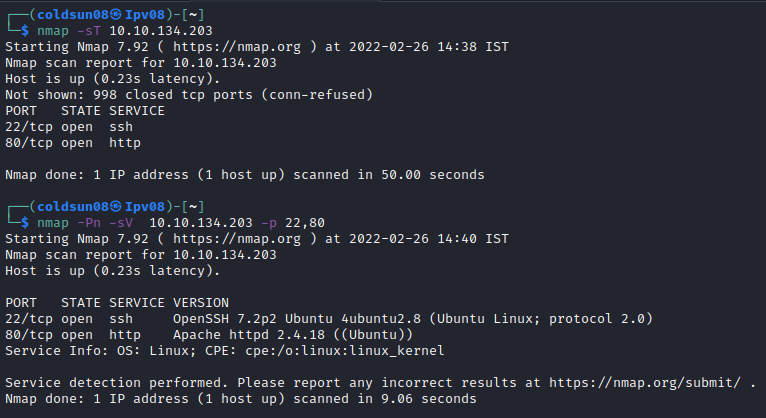 ┌──(coldsun08㉿Ipv08)-[~]
└─$ nmap -sT 10.10.134.203
Starting Nmap 7.92 ( https://nmap.org ) at 2022-02-26 14:38 IST
Nmap scan report for 10.10.134.203
Host is up (0.23s latency).
Not shown: 998 closed tcp ports (conn-refused)
PORT   STATE SERVICE
22/tcp open  ssh
80/tcp open  http
Nmap done: 1 IP address (1 host up) scanned in 50.00 seconds
┌──(coldsun08㉿Ipv08)-[~]
└─$ nmap -Pn -sV  10.10.134.203 -p 22,80
Starting Nmap 7.92 ( https://nmap.org ) at 2022-02-26 14:40 IST
Nmap scan report for 10.10.134.203
Host is up (0.23s latency).
PORT   STATE SERVICE VERSION
22/tcp open  ssh     OpenSSH 7.2p2 Ubuntu 4ubuntu2.8 (Ubuntu Linux; protocol 2.0)
80/tcp open  http    Apache httpd 2.4.18 ((Ubuntu))
Service Info: OS: Linux; CPE: cpe:/o:linux:linux_kernel
Service detection performed. Please report any incorrect results at https://nmap.org/submit/ .
Nmap done: 1 IP address (1 host up) scanned in 9.06 seconds